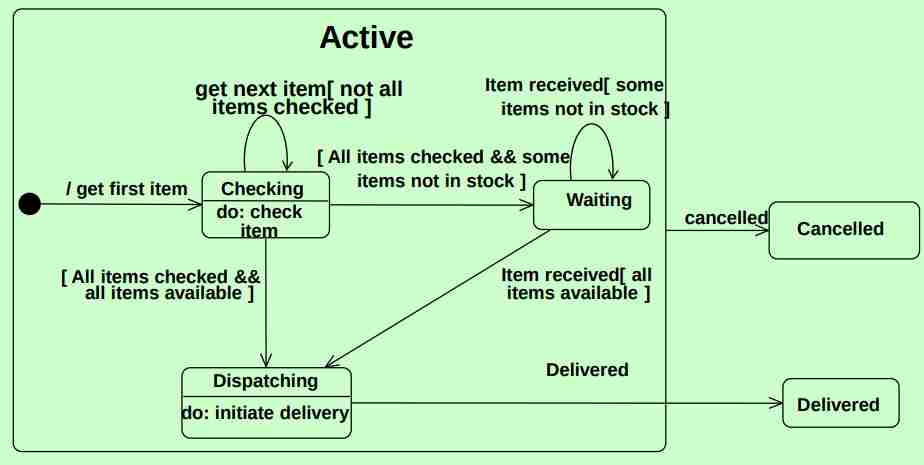 Active
get next item[ not all
items checked ]
Item received[ some
items not in stock ]
[ All items checked && some
items not in stock ]
/ get first item
Checking
do: check
item
Waiting
cancelled
Cancelled
[ All items checked &&
all items available ]
Item received[ all
items available ]
Dispatching
do: initiate delivery
Delivered
Delivered